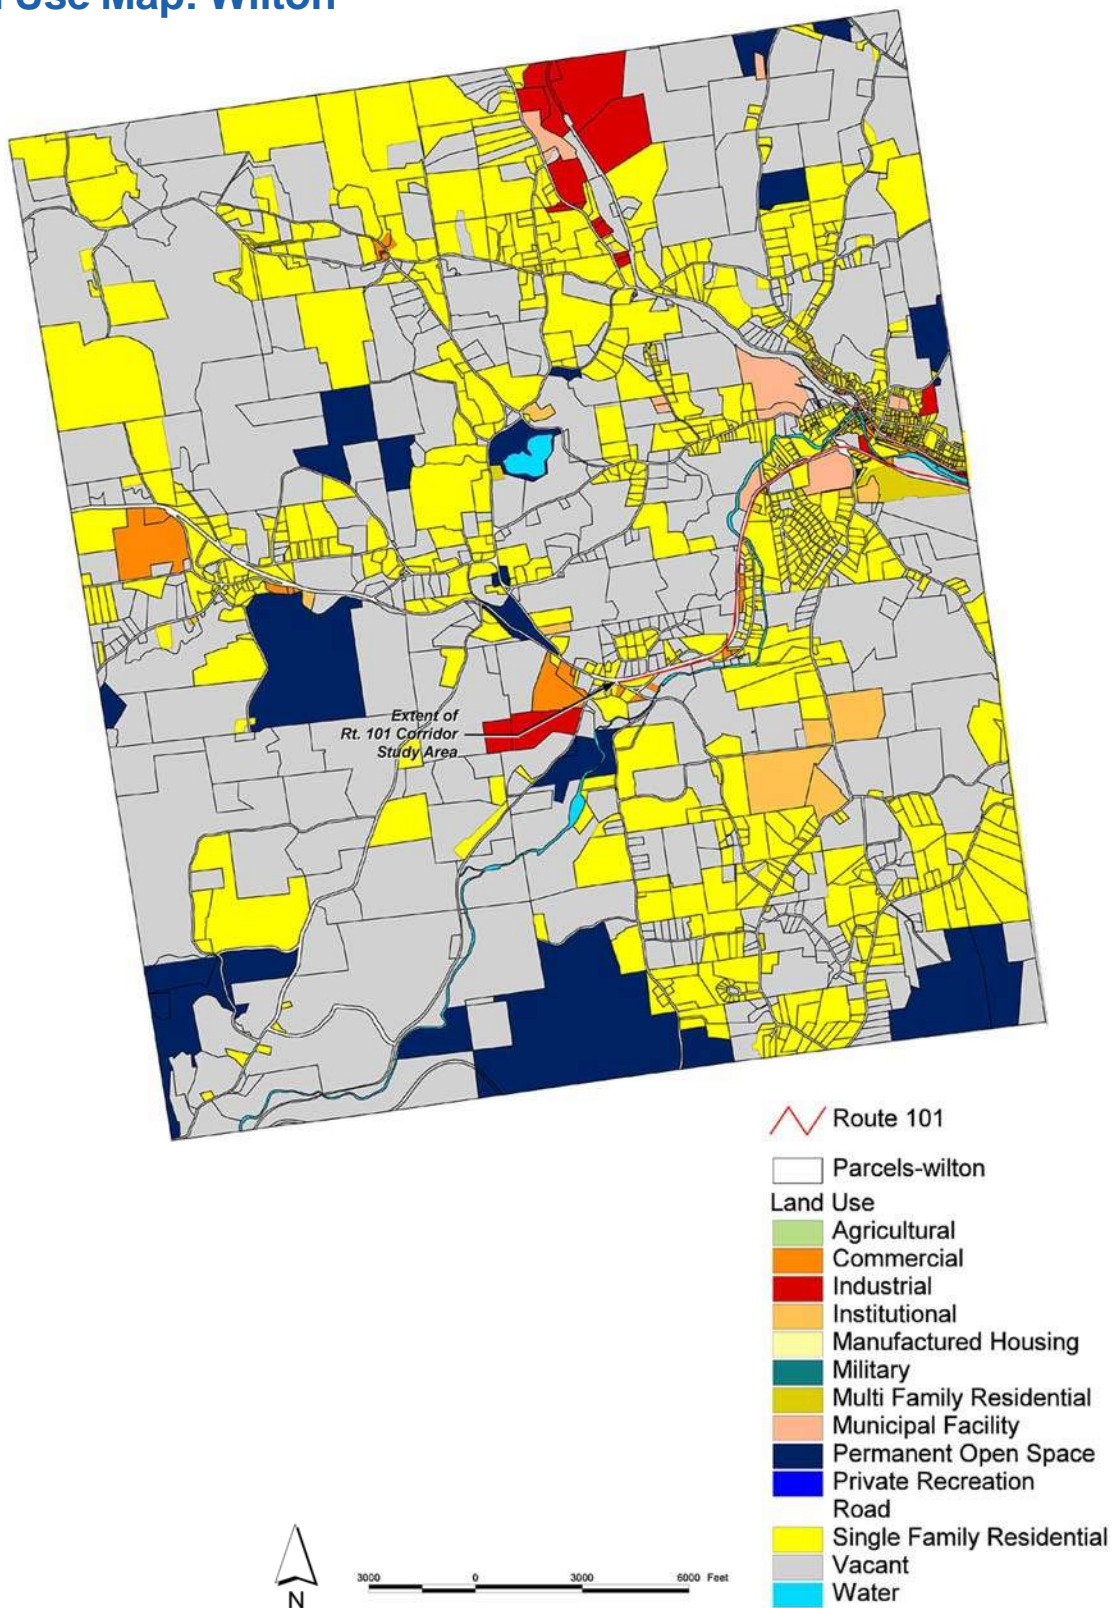 Use Map: Wilton
Extent of
Rt. 101 Corridor
Study Area
Route 101
Parcels-wilton
Land Use
Agricultural
Commercial
Industrial
Institutional
Manufactured Housing
Military
Multi Family Residential
Municipal Facility
Permanent Open Space
Private Recreation
Road
Single Family Residential
Vacant
Water
N
3000 0 3000 6000 Feet